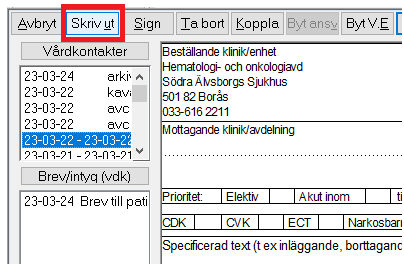 Avbryt Skriv ut Sign Ta bort Koppla Byt ansv Byt V.E
Vårdkontakter
23-03-24 arkiv
23-03-22 kava
23-03-22 avc
23-03-22 avc
23-03-22 - 23-03-22
23-03-21 - 23-03-21
Brev/intyg (vdk)
23-03-24 Brev till pati
Beställande klinik/enhet
Hematologi- och onkologiavd
Södra Älvsborgs Sjukhus
501 82 Borås
033-616 2211
Mottagande klinik/avdelning
Prioritet: Elektiv Akut inom ti
CDK CVK ECT Narkosbar
Specificerad text (t ex inläggande, borttagand